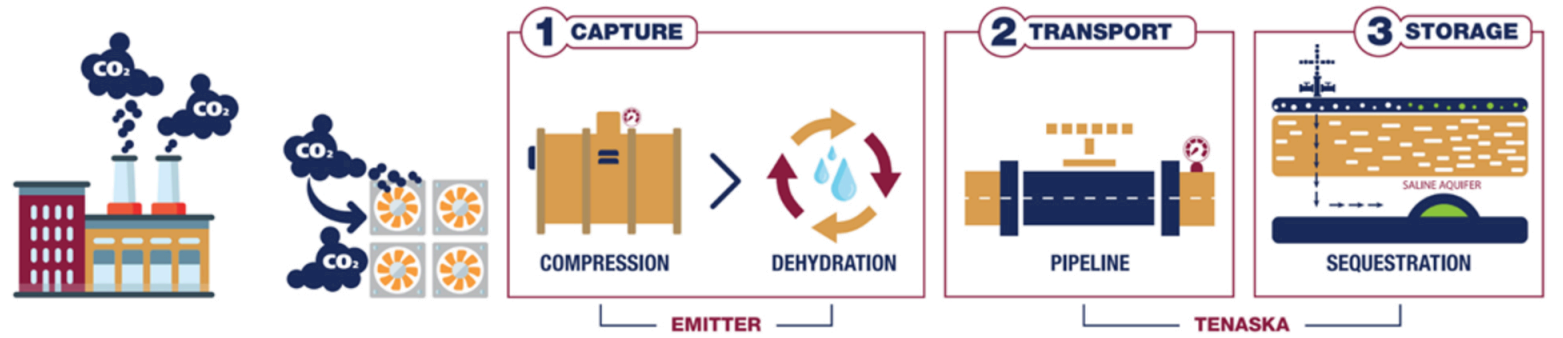 CO₂
CO₂
CO₂
CO₂
1 CAPTURE
COMPRESSION
DEHYDRATION
EMITTER
2 TRANSPORT
PIPELINE
3 STORAGE
SALINE AQUIFER
SEQUESTRATION
TENASKA